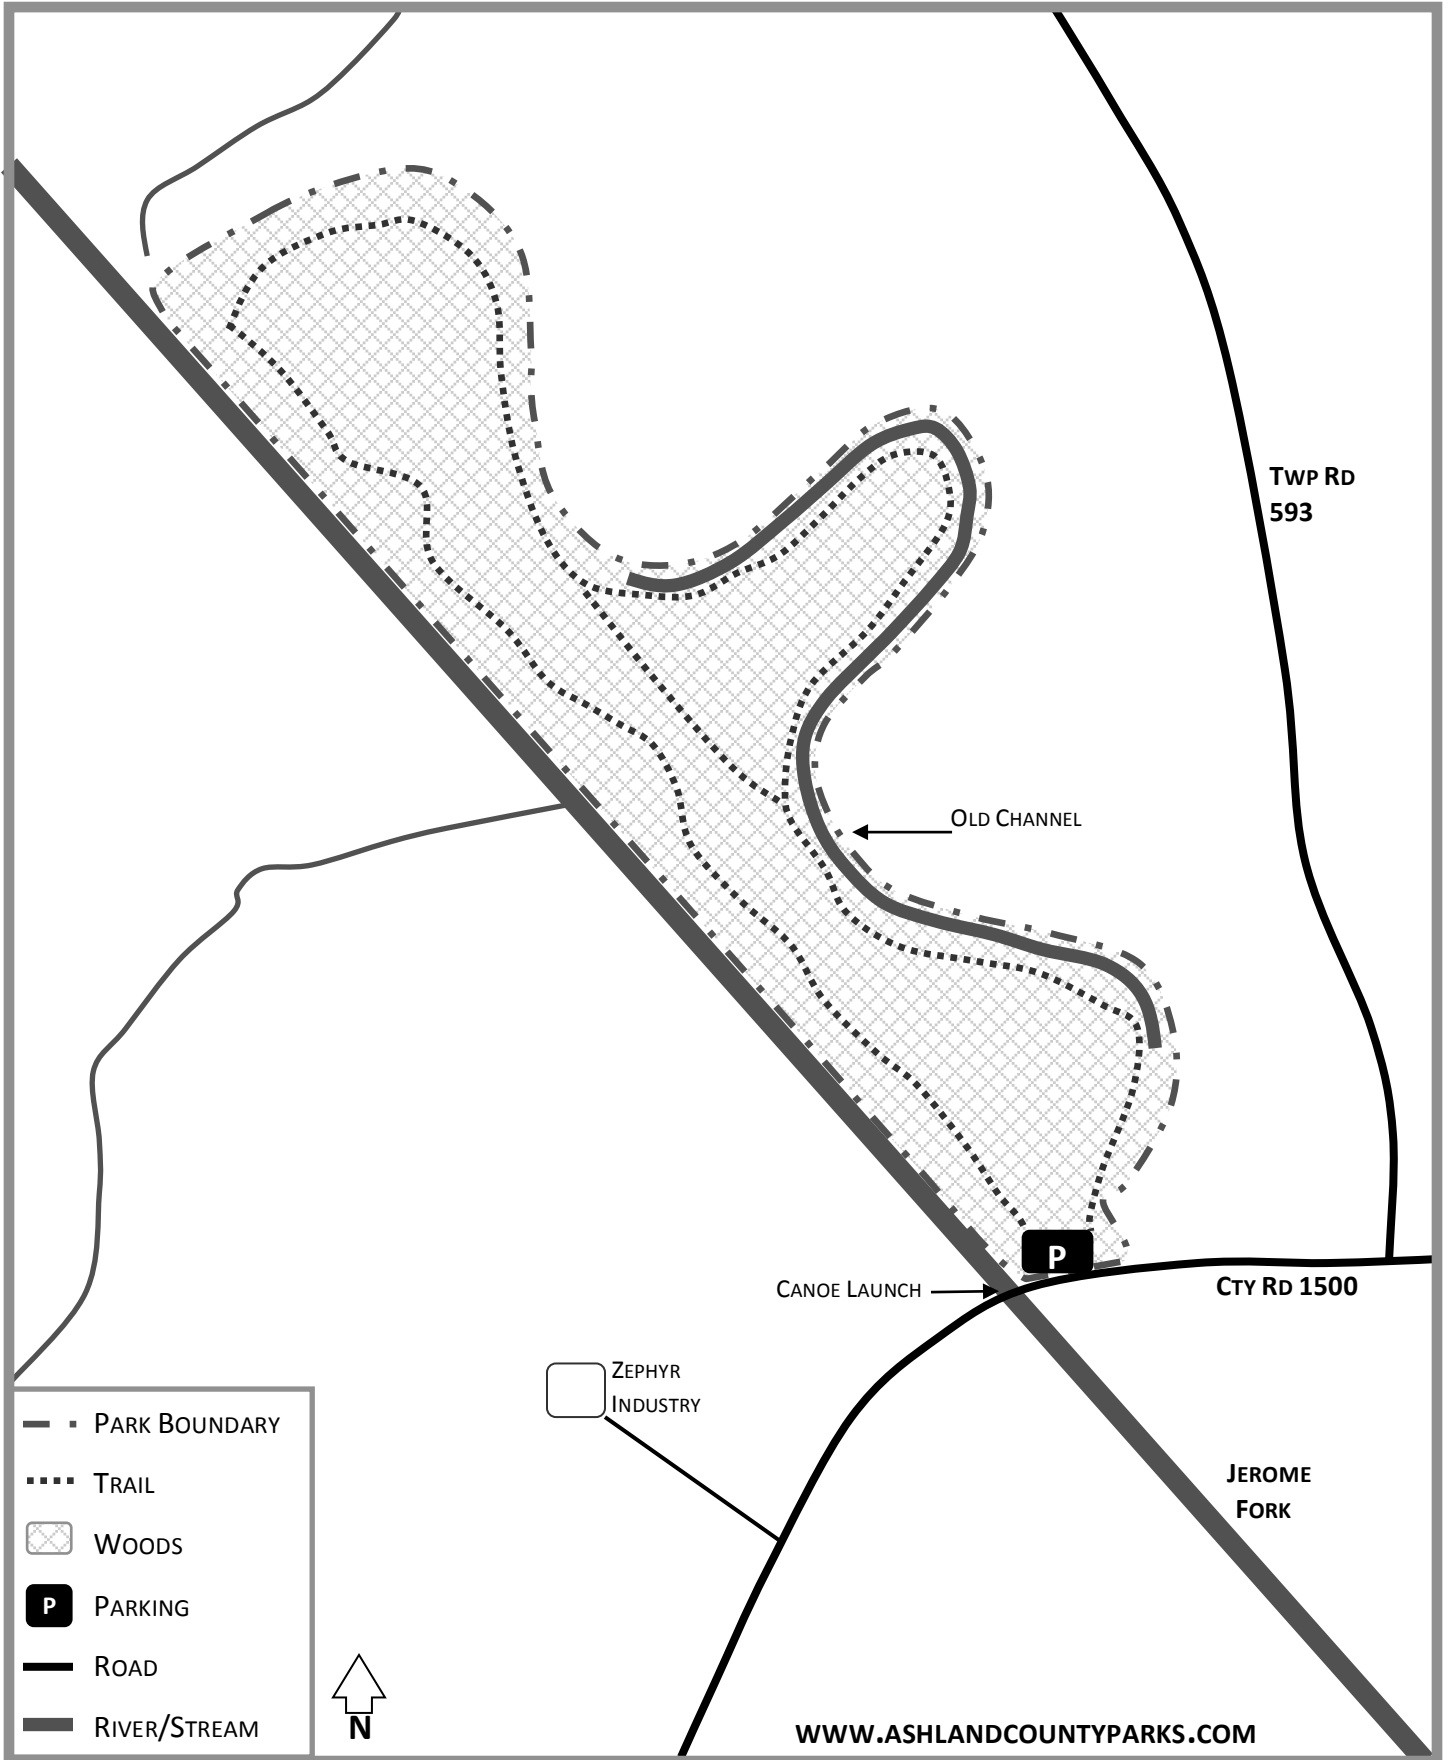 TWP RD
593
OLD CHANNEL
P
CANOE LAUNCH
CTY RD 1500
ZEPHYR
INDUSTRY
JEROME
FORK
PARK BOUNDARY
TRAIL
WOODS
P PARKING
ROAD
RIVER/STREAM
N
WWW.ASHLANDCOUNTYPARKS.COM